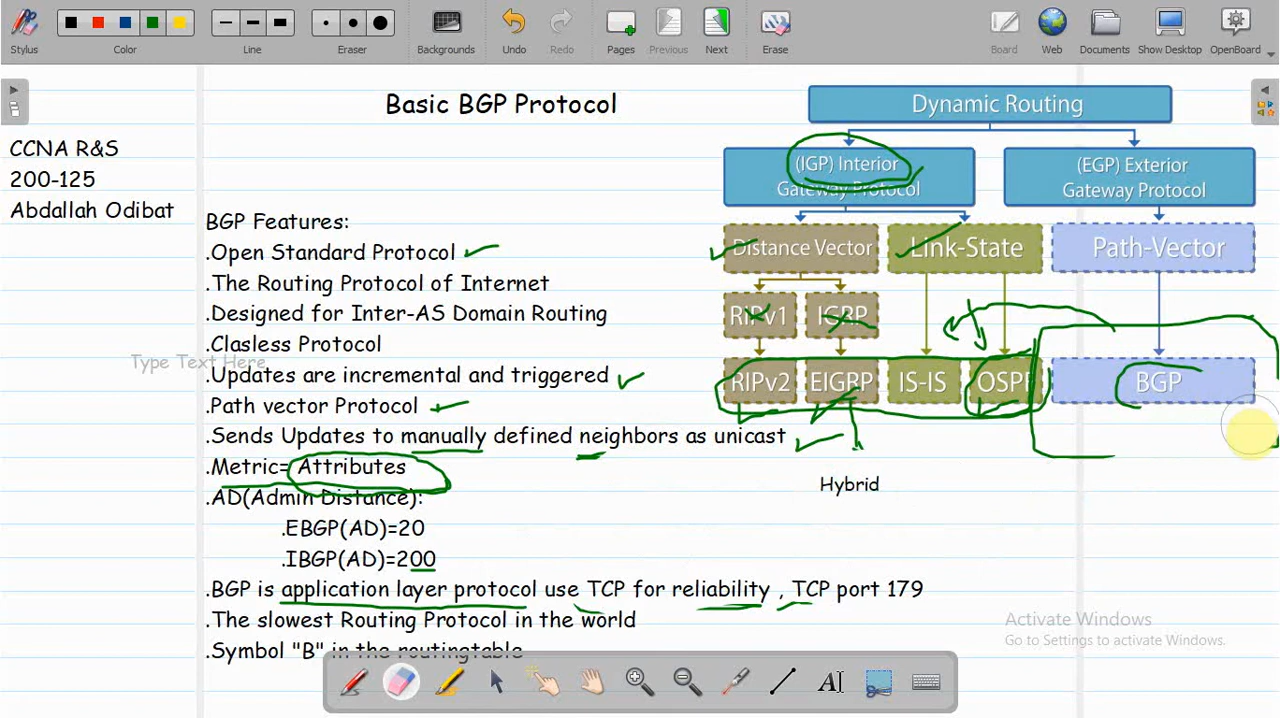 Stylus
Color
Line
Eraser
Backgrounds
Undo
Redo
Pages
Previous
Next
Erase
Board
Web
Documents
Show Desktop
OpenBoard
Basic BGP Protocol
CCNA R&S
200-125
Abdallah Odibat
Type Text Here
BGP Features:
.Open Standard Protocol
.The Routing Protocol of Internet
.Designed for Inter-AS Domain Routing
.Clasless Protocol
.Updates are incremental and triggered
.Path vector Protocol
.Sends Updates to manually defined neighbors as unicast
.Metric= Attributes
.AD(Admin Distance):
.EBGP(AD)=20
.IBGP(AD)=200
.BGP is application layer protocol use TCP for reliability , TCP port 179
.The slowest Routing Protocol in the world
.Symbol "B" in the routingtable
Dynamic Routing
(IGP) Interior
Gateway Protocol
(EGP) Exterior
Gateway Protocol
Distance Vector
Link-State
Path-Vector
RIPv1
IGRP
RIPv2
EIGRP
IS-IS
OSPF
BGP
Hybrid
Activate Windows
Go to Settings to activate Windows.
AI